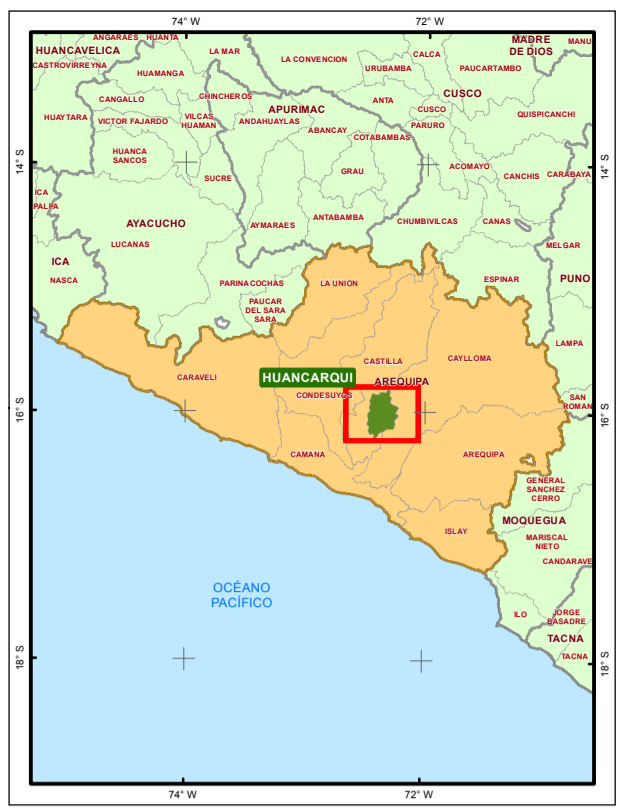 74° W
72° W
ANGARAES
HUANTA
HUANCAVELICA
CASTROVIRREYNA
LA MAR
LA CONVENCION
CALCA
MADRE
DE DIOS
MANU
HUAMANGA
URUBAMBA
PAUCARTAMBO
CANGALLO
CHINCHEROS
APURIMAC
ANTA
CUSCO
HUAYTARA
VICTOR FAJARDO
VILCAS
HUAMAN
ANDAHUAYLAS
ABANCAY
COTABAMBAS
CUSCO
PARURO
QUISPICANCHI
14° S
HUANCA
SANCOS
SUCRE
GRAU
ACOMAYO
CANCHIS
CARABAYA
14° S
ICA
PALPA
AYACUCHO
LUCANAS
AYMARAES
ANTABAMBA
CHUMBIVILCAS
CANAS
MELGAR
ICA
NASCA
PARINACOCHAS
LA UNION
ESPINAR
PUNO
PAUCAR
DEL SARA
SARA
LAMPA
CASTILLA
CAYLLOMA
CARAVELI
HUANCARQUI
AREQUIPA
CONDESUYOS
SAN
ROMAN
16° S
16° S
CAMANA
AREQUIPA
GENERAL
SANCHEZ
CERRO
MOQUEGUA
ISLAY
MARISCAL
NIETO
CANDARAVE
OCÉANO
PACÍFICO
ILO
JORGE
BASADRE
TACNA
TACNA
18° S
18° S
74° W
72° W